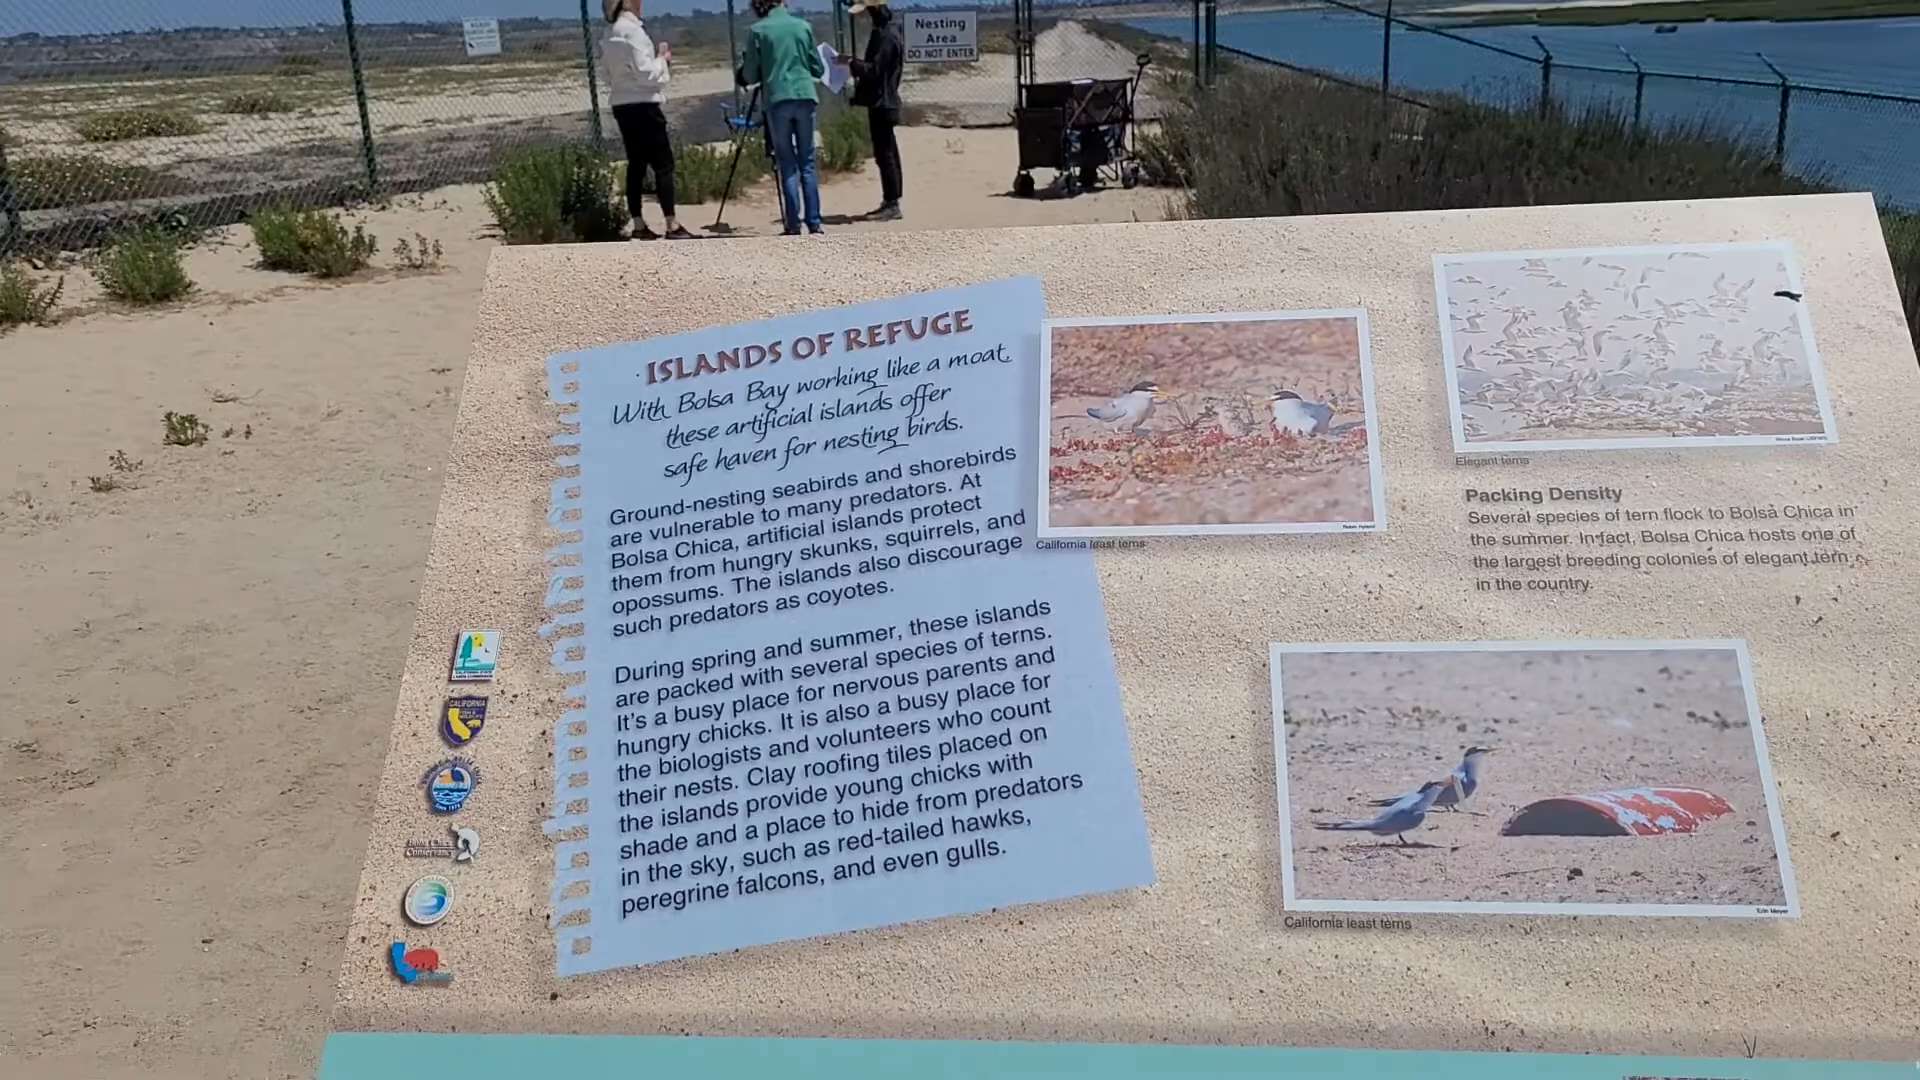 Nesting
Area
DO NOT ENTER
ISLANDS OF REFUGE
With Bolsa Bay working like a moat,
these artificial islands offer
safe haven for nesting birds.
Ground-nesting seabirds and shorebirds
are vulnerable to many predators. At
Bolsa Chica, artificial islands protect
them from hungry skunks, squirrels, and
opossums. The islands also discourage
such predators as coyotes.
During spring and summer, these islands
are packed with several species of terns.
It's a busy place for nervous parents and
hungry chicks. It is also a busy place for
the biologists and volunteers who count
their nests. Clay roofing tiles placed on
the islands provide young chicks with
shade and a place to hide from predators
in the sky, such as red-tailed hawks,
peregrine falcons, and even gulls.
California least terns
Elegant terns
Packing Density
Several species of tern flock to Bolsa Chica in
the summer. In fact, Bolsa Chica hosts one of
the largest breeding colonies of elegant tern
in the country.
Erin Meyer
California least terns
CALIFORNIA
Bolsa Chica
Conservancy